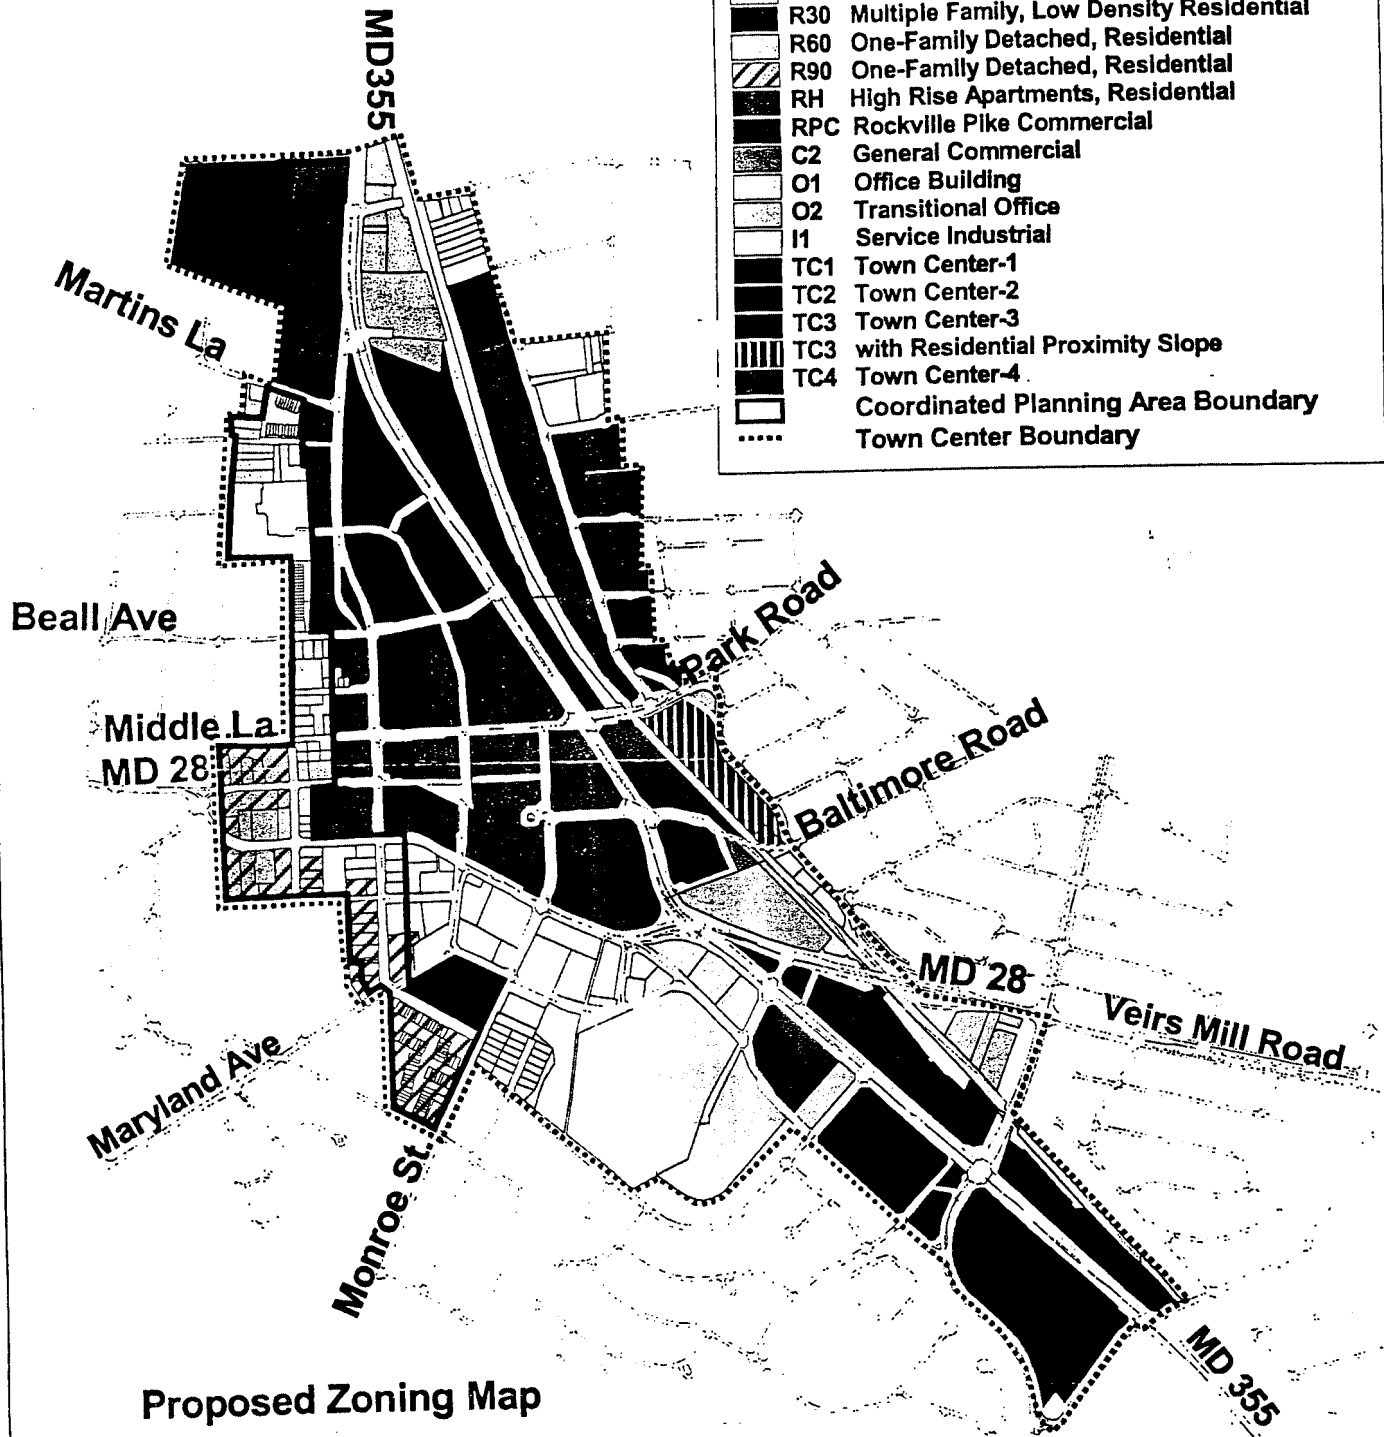 R30 Multiple Family, Low Density Residential
R60 One-Family Detached, Residential
R90 One-Family Detached, Residential
RH High Rise Apartments, Residential
RPC Rockville Pike Commercial
C2 General Commercial
O1 Office Building
O2 Transitional Office
I1 Service Industrial
TC1 Town Center-1
TC2 Town Center-2
TC3 Town Center-3
TC3 with Residential Proximity Slope
TC4 Town Center-4
Coordinated Planning Area Boundary
Town Center Boundary
MD355
Martins La
Beall Ave
Park Road
Middle La
MD 28
Baltimore Road
MD 28
Veirs Mill Road
Maryland Ave
Monroe St.
MD 355
Proposed Zoning Map